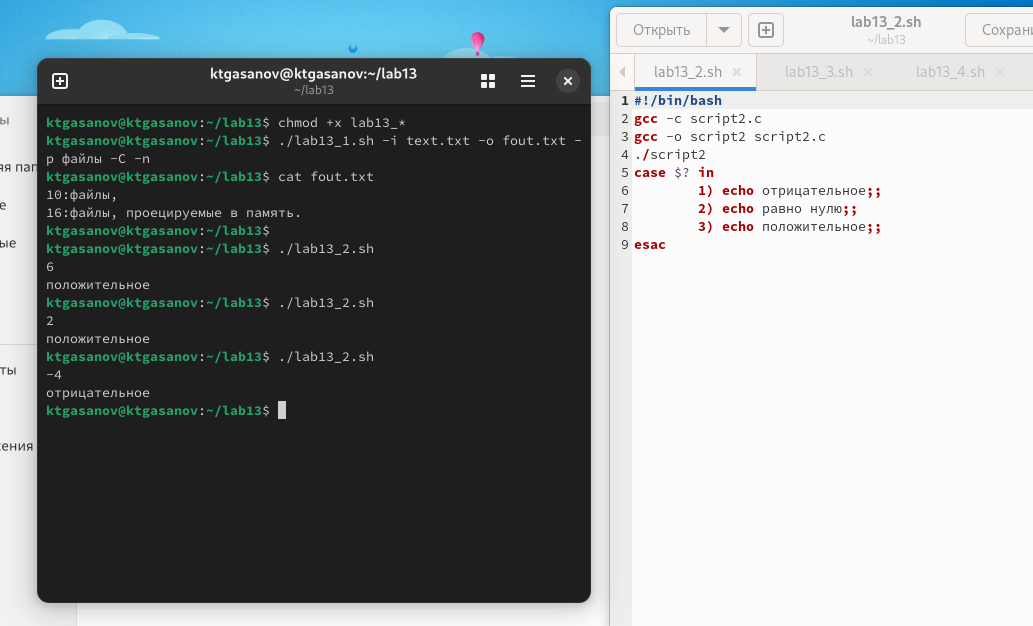 ktgasanov@ktgasanov:~/lab13
~/lab13
ktgasanov@ktgasanov:~/lab13$ chmod +x lab13_*
ktgasanov@ktgasanov:~/lab13$ ./lab13_1.sh -i text.txt -o fout.txt -
p файлы -C -n
ktgasanov@ktgasanov:~/lab13$ cat fout.txt
10:файлы,
16:файлы, проецируемые в память.
ktgasanov@ktgasanov:~/lab13$
ktgasanov@ktgasanov:~/lab13$ ./lab13_2.sh
6
положительное
ktgasanov@ktgasanov:~/lab13$ ./lab13_2.sh
2
положительное
ktgasanov@ktgasanov:~/lab13$ ./lab13_2.sh
-4
отрицательное
ktgasanov@ktgasanov:~/lab13$
Открыть
lab13_2.sh
~/lab13
Сохрани
lab13_2.sh
lab13_3.sh
lab13_4.sh
1 #!/bin/bash
2 gcc -c script2.c
3 gcc -o script2 script2.c
4 ./script2
5 case $? in
6 1) echo отрицательное;;
7 2) echo равно нулю;;
8 3) echo положительное;;
9 esac